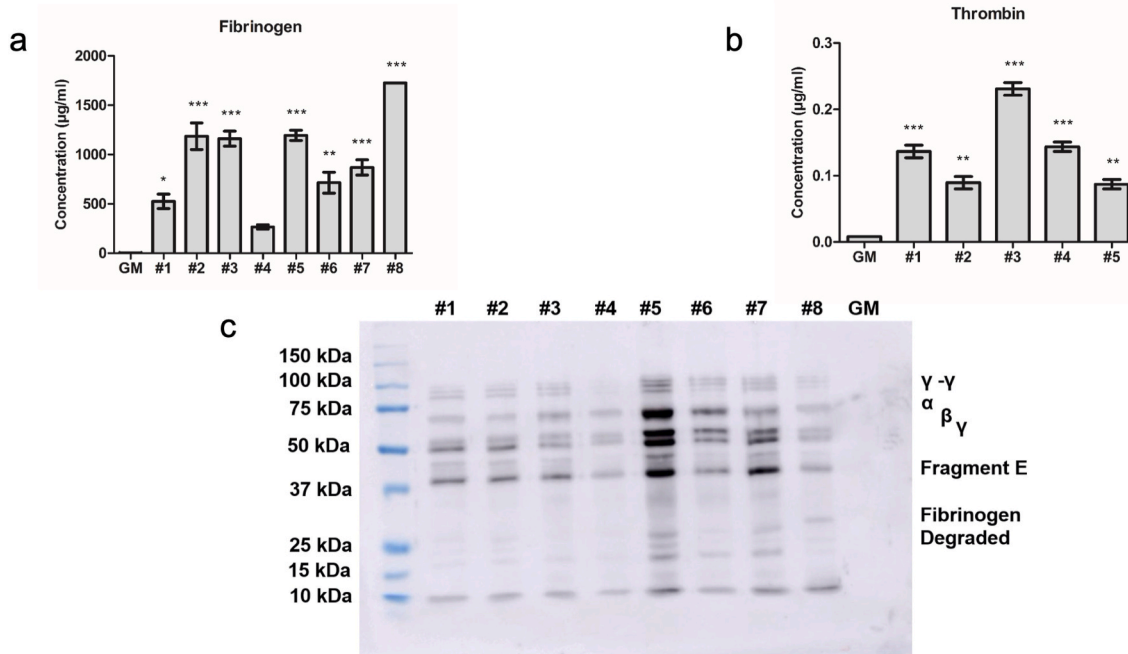 a
Fibrinogen
Concentration (µg/ml)
2000
1500
1000
500
0
*
***
***
***
**
***
***
GM #1 #2 #3 #4 #5 #6 #7 #8
b
Thrombin
Concentration (µg/ml)
0.3
0.2
0.1
0.0
***
**
***
***
**
GM #1 #2 #3 #4 #5
c
#1 #2 #3 #4 #5 #6 #7 #8 GM
150 kDa
100 kDa
75 kDa
50 kDa
37 kDa
25 kDa
15 kDa
10 kDa
γ -γ
α
β
γ
Fragment E
Fibrinogen
Degraded